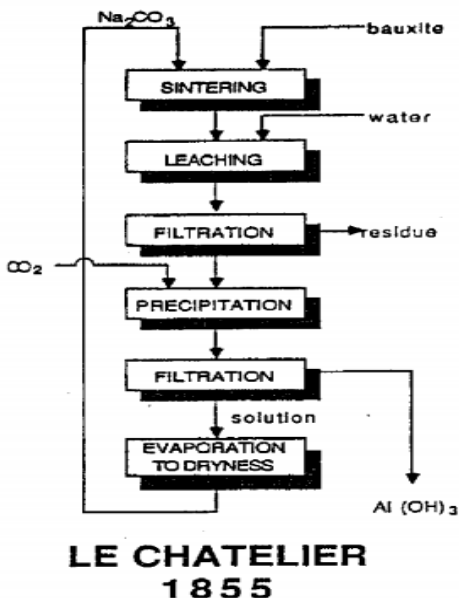 Na₂CO₃
bauxite
SINTERING
water
LEACHING
FILTRATION
residue
CO₂
PRECIPITATION
FILTRATION
solution
EVAPORATION
TO DRYNESS
Al (OH) ₃
LE CHATELIER
1855